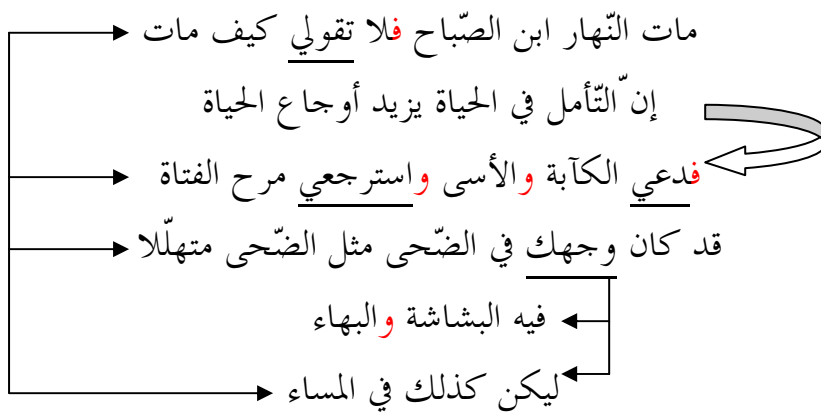 مات النّهار ابن الصّباح فلا تقولي كيف مات
إن ّالتّأمل في الحياة يزيد أوجاع الحياة
فدعي الكآبة والأسى واسترجعي مرح الفتاة
قد كان وجهك في الضّحى مثل الضّحى متهلّلا
فيه البشاشة والبهاء
ليكن كذلك في المساء